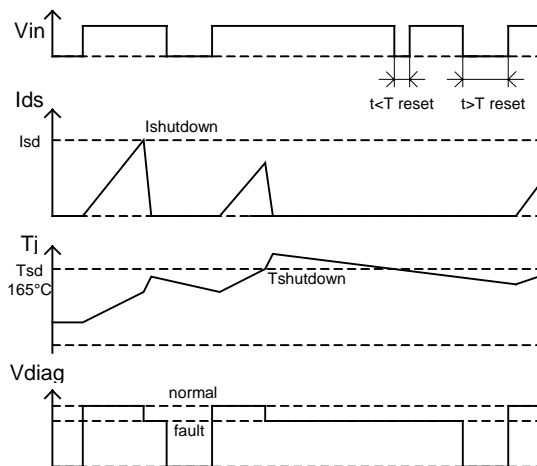 Vin
t<T reset
t>T reset
Ids
Ishutdown
Isd
Tj
Tsd
165°C
Tshutdown
Vdiag
normal
fault